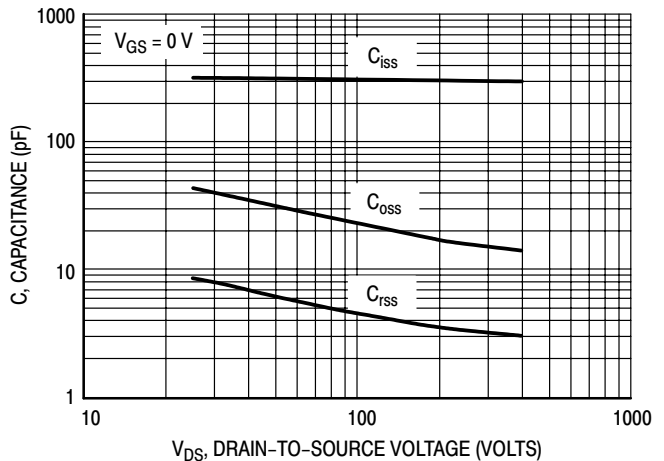 1000
V_GS = 0 V
C_iss
100
C_oss
10
C_rss
1
10
100
1000
C, CAPACITANCE (pF)
V_DS, DRAIN-TO-SOURCE VOLTAGE (VOLTS)